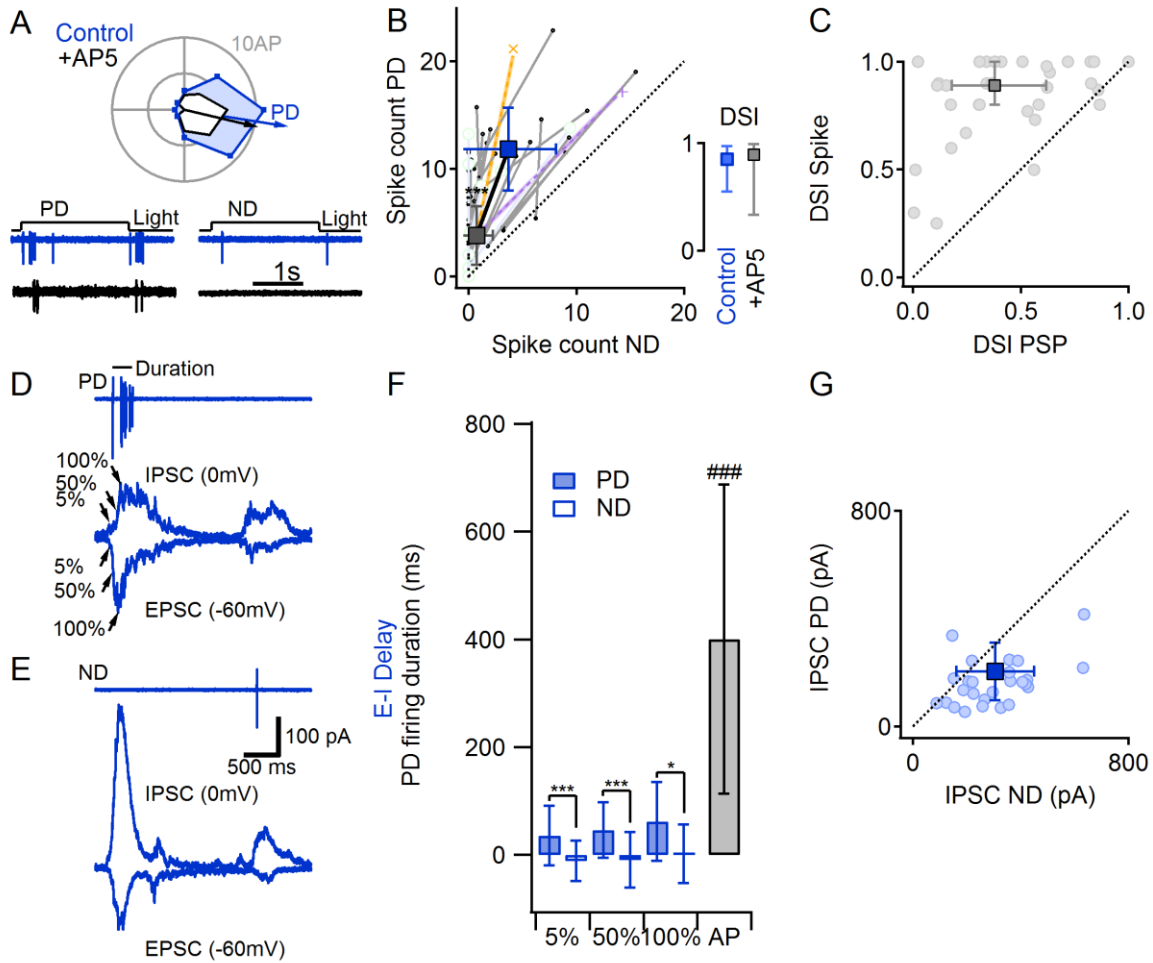 A
Control
+AP5
10AP
PD
PD
Light
ND
Light
1s
B
Spike count PD
20
10
0
***
0
10
20
Spike count ND
DSI
1
0
Control
+AP5
C
DSI Spike
1.0
0.5
0.0
0.0
0.5
1.0
DSI PSP
D
Duration
PD
100%
50%
5%
IPSC (0mV)
5%
50%
100%
EPSC (-60mV)
E
ND
100 pA
500 ms
IPSC (0mV)
EPSC (-60mV)
F
E-I Delay
PD firing duration (ms)
800
600
400
200
0
PD
ND
###
***
***
*
5%
50%
100%
AP
G
IPSC PD (pA)
800
0
0
800
IPSC ND (pA)